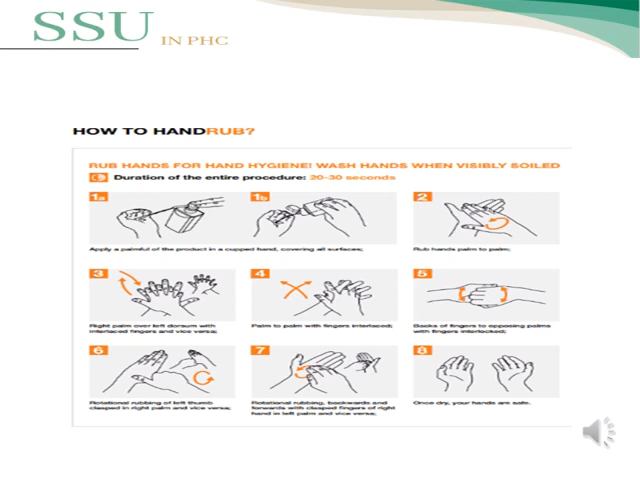 SSU IN PHC
HOW TO HANDRUB?
RUB HANDS FOR HAND HYGIENE! WASH HANDS WHEN VISIBLY SOILED
Duration of the entire procedure: 20-30 seconds
1a
1b
2
Apply a palmful of the product in a cupped hand, covering all surfaces;
Rub hands palm to palm;
3
4
5
Right palm over left dorsum with
interlaced fingers and vice versa;
Palm to palm with fingers interlaced;
Backs of fingers to opposing palms
with fingers interlocked;
6
7
8
Rotational rubbing of left thumb
clasped in right palm and vice versa;
Rotational rubbing, backwards and
forwards with clasped fingers of right
hand in left palm and vice versa;
Once dry, your hands are safe.